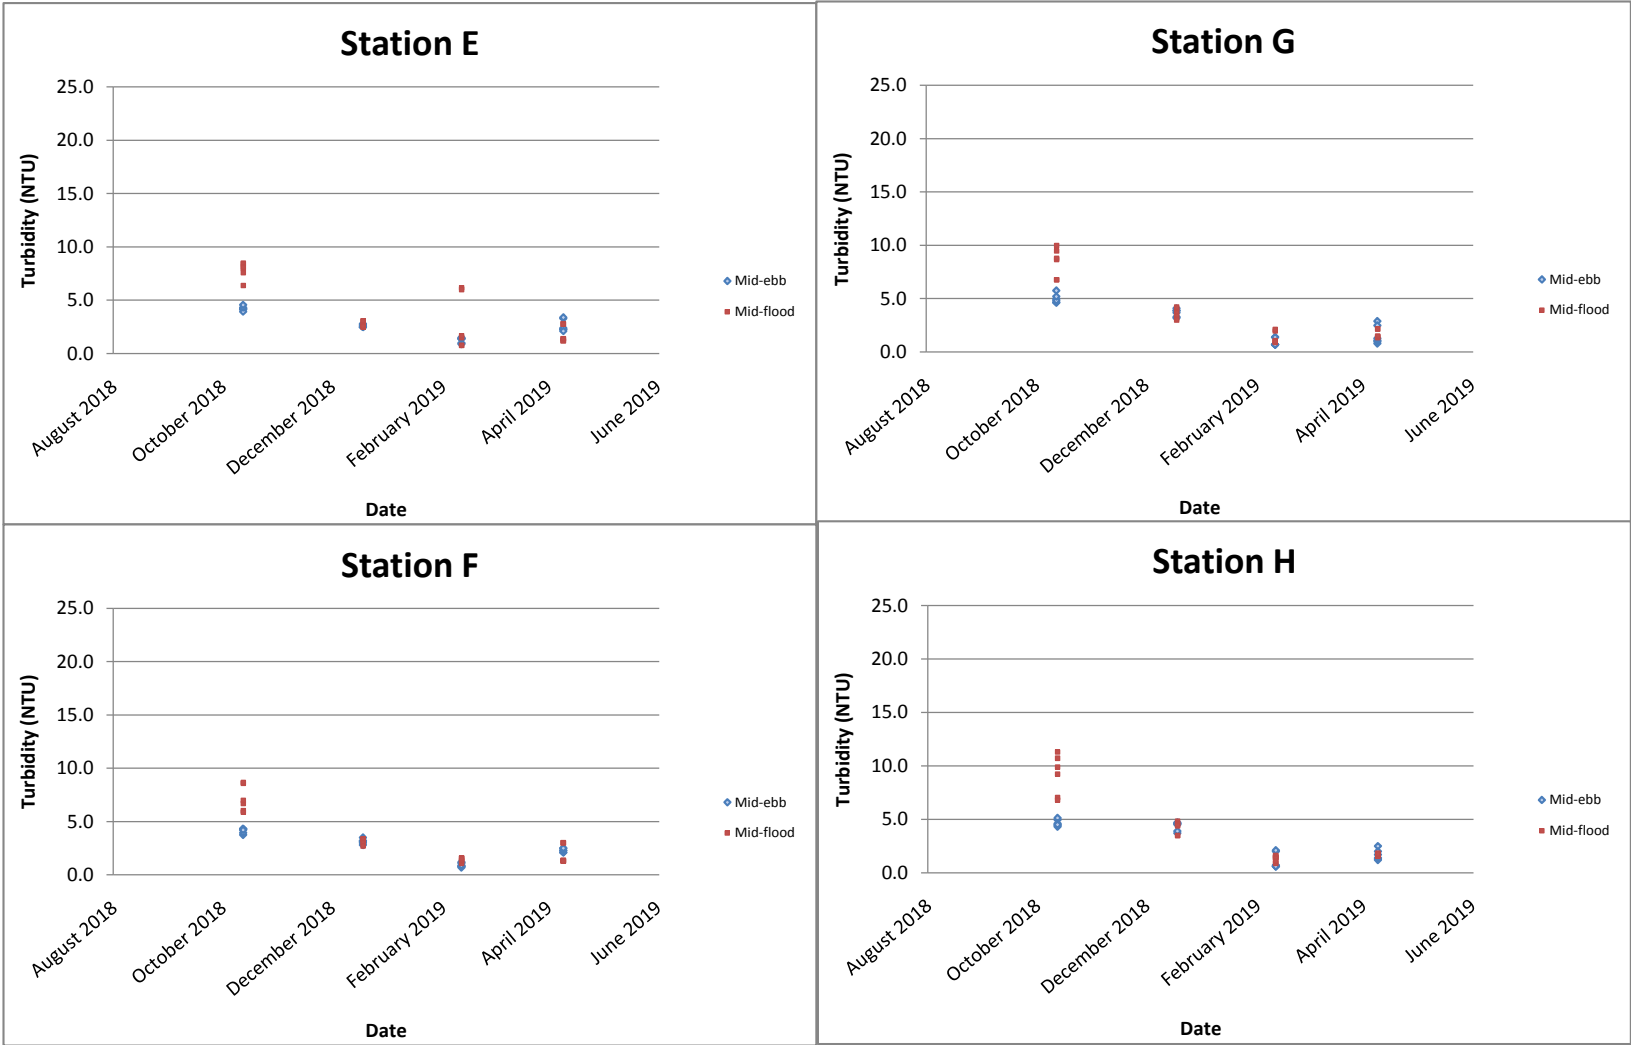 Station E
25.0
20.0
15.0
10.0
5.0
0.0
Turbidity (NTU)
August 2018
October 2018
December 2018
February 2019
April 2019
June 2019
Date
Mid-ebb
Mid-flood
Station G
25.0
20.0
15.0
10.0
5.0
0.0
Turbidity (NTU)
August 2018
October 2018
December 2018
February 2019
April 2019
June 2019
Date
Mid-ebb
Mid-flood
Station F
25.0
20.0
15.0
10.0
5.0
0.0
Turbidity (NTU)
August 2018
October 2018
December 2018
February 2019
April 2019
June 2019
Date
Mid-ebb
Mid-flood
Station H
25.0
20.0
15.0
10.0
5.0
0.0
Turbidity (NTU)
August 2018
October 2018
December 2018
February 2019
April 2019
June 2019
Date
Mid-ebb
Mid-flood